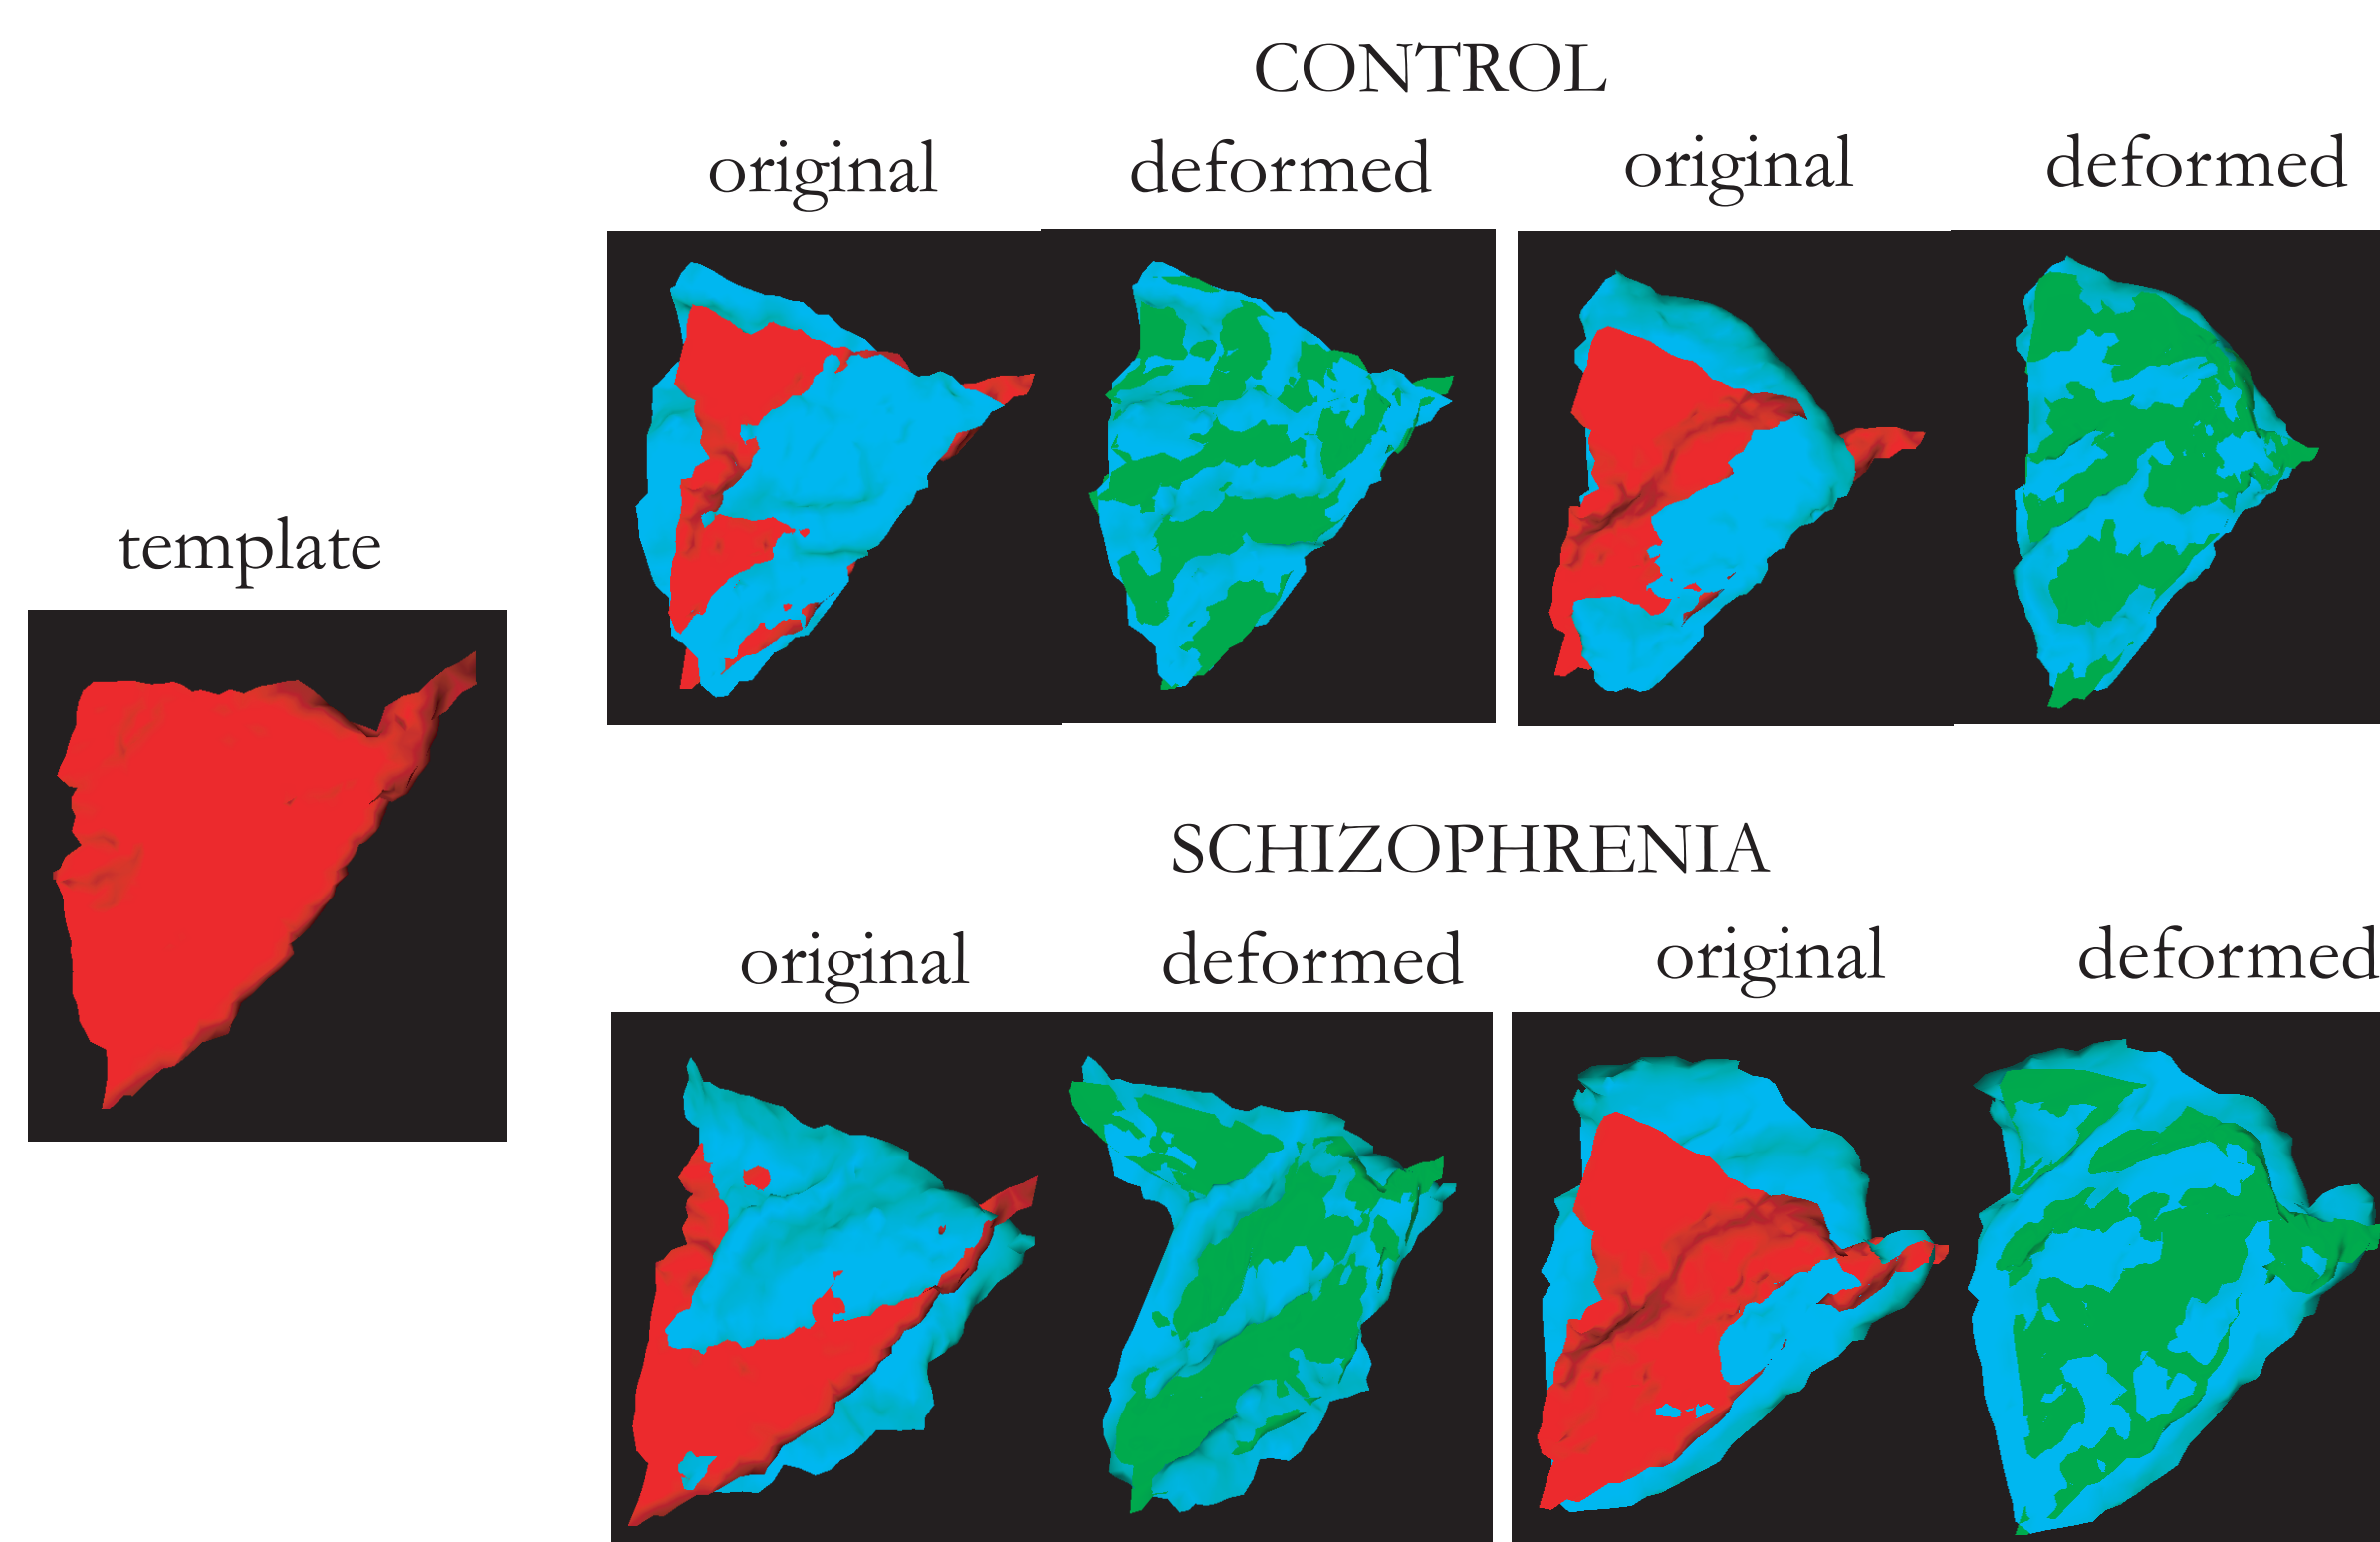 CONTROL
original deformed original deformed
template
SCHIZOPHRENIA
original deformed original deformed